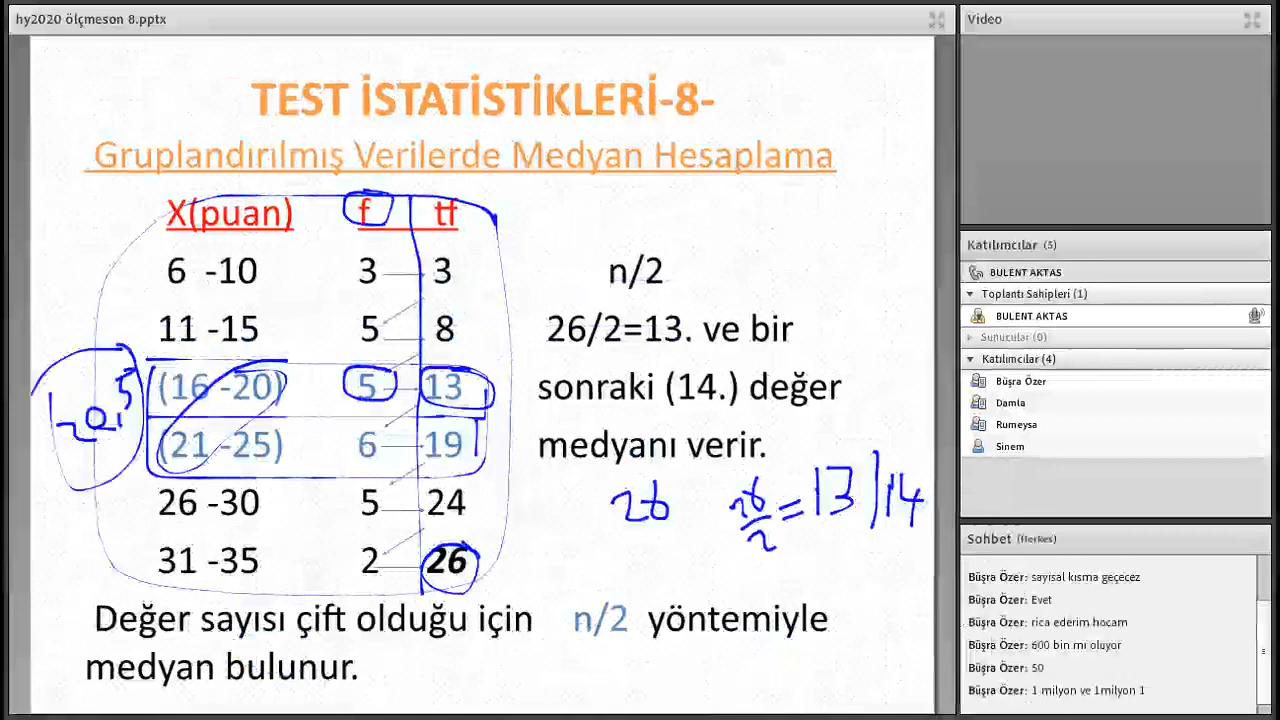 hy2020 ölçmeson 8.pptx
TEST İSTATİSTİKLERİ-8-
Gruplandırılmış Verilerde Medyan Hesaplama
X(puan) f tf
6 -10 3 3
11 -15 5 8
(16 -20) 5 13
(21 -25) 6 19
26 -30 5 24
31 -35 2 26
20,5
n/2
26/2=13. ve bir
sonraki (14.) değer
medyanı verir.
26 26/2 = 13 14
Değer sayısı çift olduğu için n/2 yöntemiyle
medyan bulunur.
Video
Katılımcılar (5)
BULENT AKTAS
Toplantı Sahipleri (1)
BULENT AKTAS
Sunucular (0)
Katılımcılar (4)
Büşra Özer
Damla
Rumeysa
Sinem
Sohbet (Herkes)
Büşra Özer: sayisal kısma geçecez
Büşra Özer: Evet
Büşra Özer: rica ederim hocam
Büşra Özer: 600 bin mı oluyor
Büşra Özer: 50
Büşra Özer: 1 milyon ve 1milyon 1